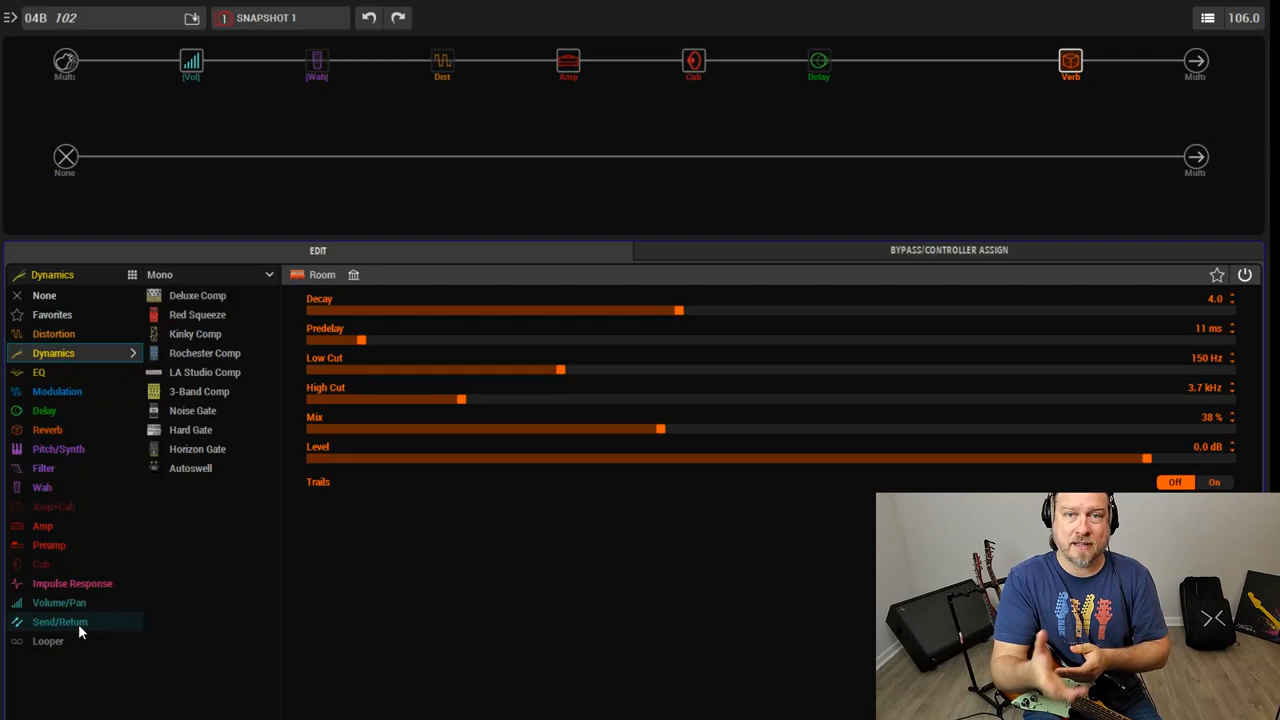 04B 102
1 SNAPSHOT 1
106.0
Multi [Vol] [Wah] Dist Amp Cab Delay Verb Multi
None Multi
EDIT BYPASS/CONTROLLER ASSIGN
Dynamics Mono Room
None Deluxe Comp Decay 4.0
Favorites Red Squeeze
Distortion Kinky Comp Predelay 11 ms
Dynamics Rochester Comp Low Cut 150 Hz
EQ LA Studio Comp
Modulation 3-Band Comp High Cut 3.7 kHz
Delay Noise Gate Mix 38 %
Reverb Hard Gate
Pitch/Synth Horizon Gate Level 0.0 dB
Filter Autoswell
Wah Trails Off On
Amp+Cab
Amp
Preamp
Cab
Impulse Response
Volume/Pan
Send/Return
Looper